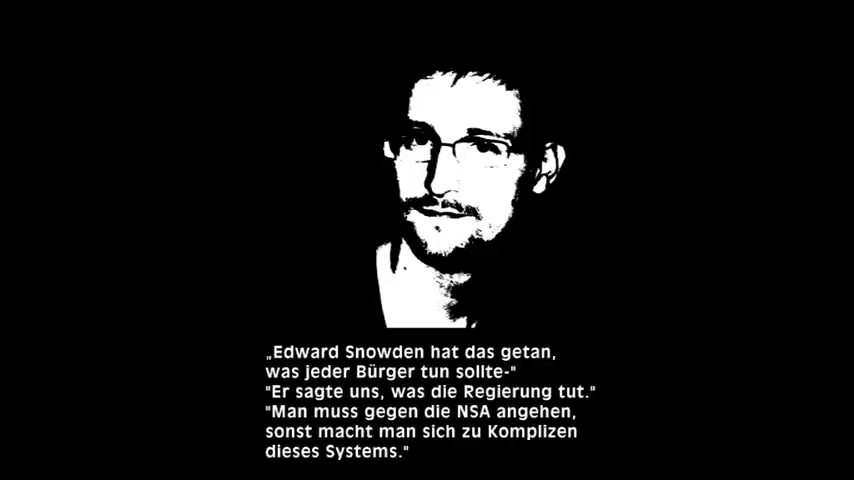 „Edward Snowden hat das getan,
was jeder Bürger tun sollte-"
"Er sagte uns, was die Regierung tut."
"Man muss gegen die NSA angehen,
sonst macht man sich zu Komplizen
dieses Systems."